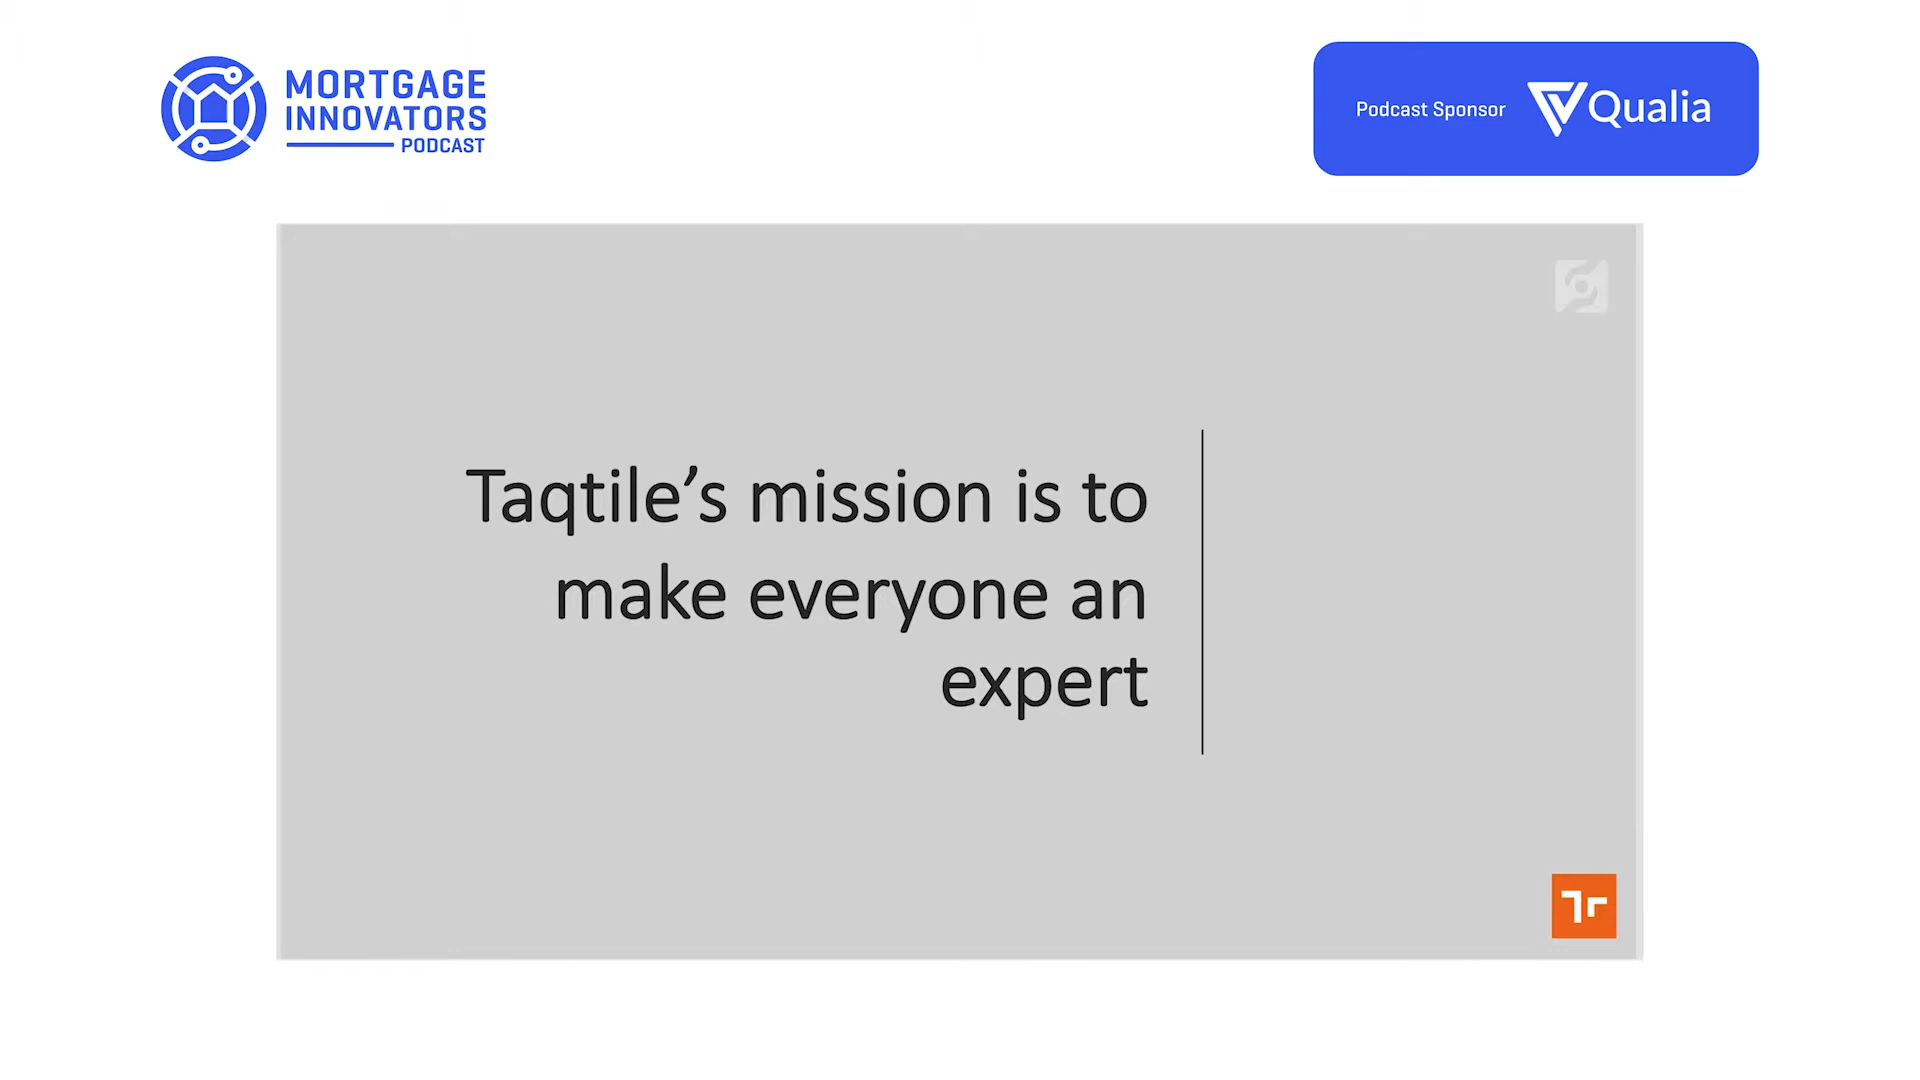 MORTGAGE
INNOVATORS
PODCAST
Podcast Sponsor Qualia
Taqtile’s mission is to
make everyone an
expert